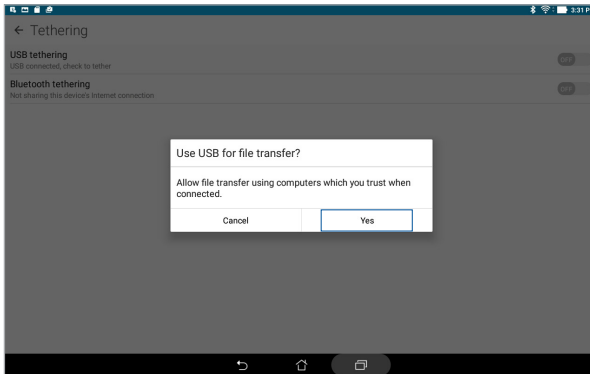 3:31 P
Tethering
USB tethering
USB connected, check to tether
OFF
Bluetooth tethering
Not sharing this device's Internet connection
OFF
Use USB for file transfer?
Allow file transfer using computers which you trust when
connected.
Cancel
Yes